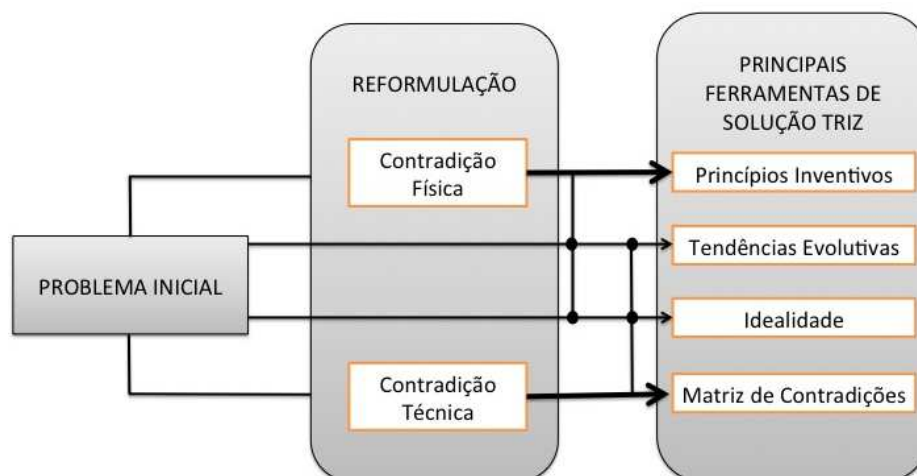 PROBLEMA INICIAL
REFORMULAÇÃO
Contradição
Física
Contradição
Técnica
PRINCIPAIS
FERRAMENTAS DE
SOLUÇÃO TRIZ
Princípios Inventivos
Tendências Evolutivas
Idealidade
Matriz de Contradições